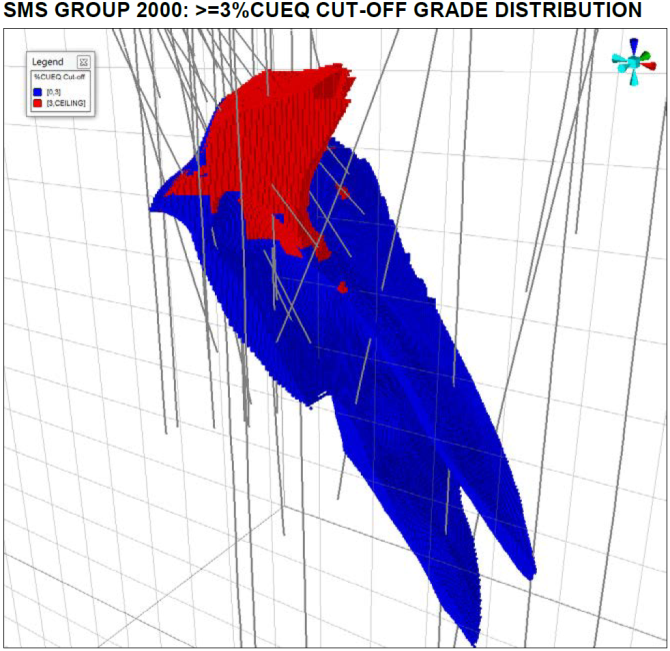 SMS GROUP 2000: >=3%CUEQ CUT-OFF GRADE DISTRIBUTION
Legend
%CUEQ Cut-off
[0,3]
[3,CEILING]